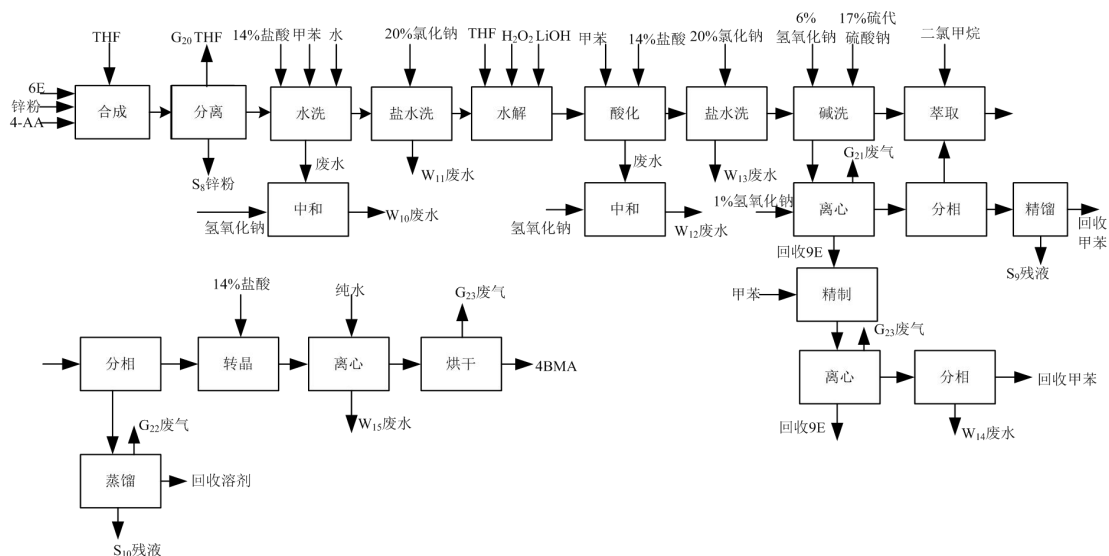 THF
G₂₀ THF
14%盐酸 甲苯 水
20%氯化钠
THF H₂O₂ LiOH
甲苯 14%盐酸
20%氯化钠
6%
氢氧化钠
17%硫代
硫酸钠
二氯甲烷
6E
锌粉
4-AA
合成
分离
水洗
盐水洗
水解
酸化
盐水洗
碱洗
萃取
S₈锌粉
废水
W₁₁废水
废水
W₁₃废水
G₂₁废气
氢氧化钠
中和
W₁₀废水
氢氧化钠
中和
W₁₂废水
1%氢氧化钠
离心
分相
精馏
回收
甲苯
回收9E
S₉残液
甲苯
精制
G₂₃废气
离心
分相
回收甲苯
回收9E
W₁₄废水
14%盐酸
纯水
G₂₃废气
分相
转晶
离心
烘干
4BMA
G₂₂废气
W₁₅废水
蒸馏
回收溶剂
S₁₀残液